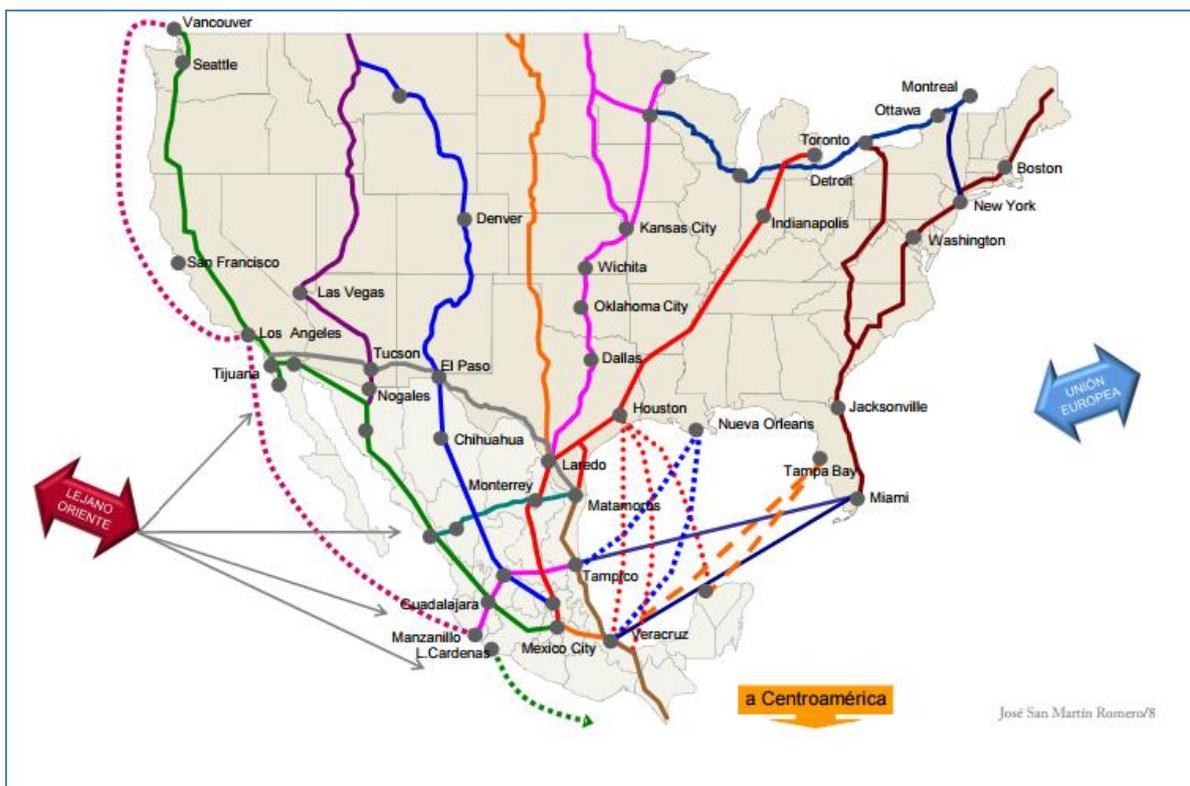 Vancouver
Seattle
Montreal
Ottawa
Toronto
Detroit
Boston
New York
Indianapolis
Washington
Denver
Kansas City
San Francisco
Wichita
Las Vegas
Oklahoma City
Los Angeles
Tucson
El Paso
Dallas
Tijuana
Nogales
UNIÓN
EUROPEA
Houston
Jacksonville
Nueva Orleans
Chihuahua
Laredo
Tampa Bay
LEJANO
ORIENTE
Monterrey
Matamoros
Miami
Tampico
Guadalajara
Manzanillo
L.Cardenas
Mexico City
Veracruz
a Centroamérica
José San Martín Romero/8